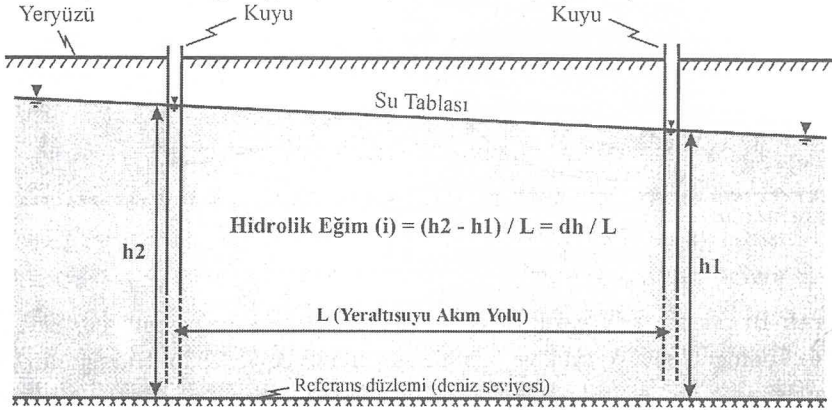 Yeryüzü
Kuyu
Kuyu
Su Tablası
Hidrolik Eğim (i) = (h2 - h1) / L = dh / L
h2
h1
L (Yeraltısuyu Akım Yolu)
Referans düzlemi (deniz seviyesi)